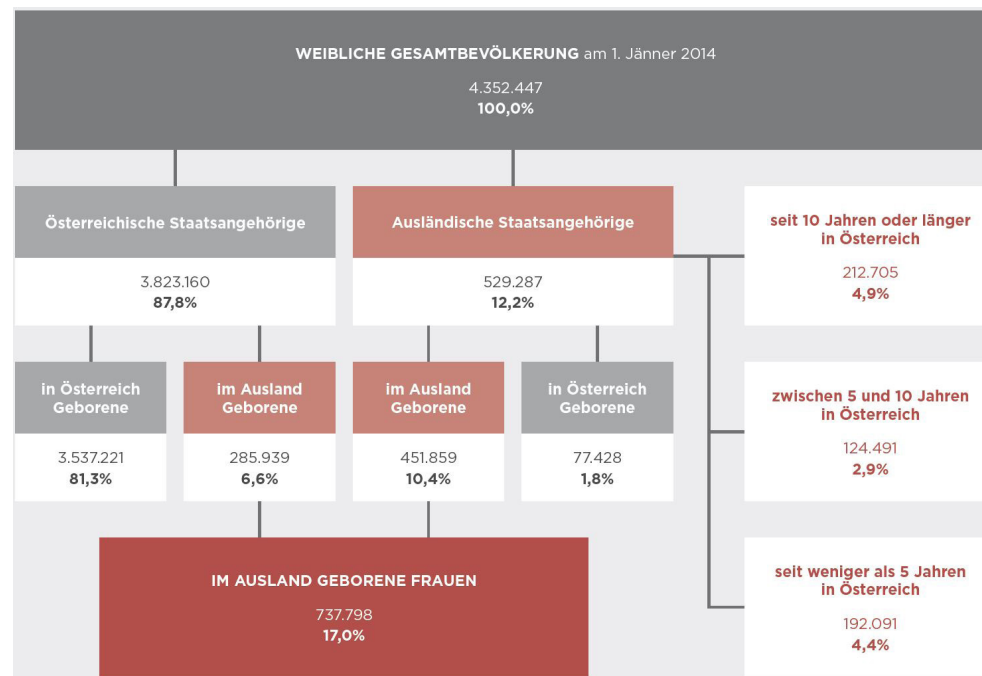 WEIBLICHE GESAMTBEVÖLKERUNG am 1. Jänner 2014
4.352.447
100,0%
Österreichische Staatsangehörige
3.823.160
87,8%
Ausländische Staatsangehörige
529.287
12,2%
seit 10 Jahren oder länger
in Österreich
212.705
4,9%
in Österreich
Geborene
3.537.221
81,3%
im Ausland
Geborene
285.939
6,6%
im Ausland
Geborene
451.859
10,4%
in Österreich
Geborene
77.428
1,8%
zwischen 5 und 10 Jahren
in Österreich
124.491
2,9%
IM AUSLAND GEBORENE FRAUEN
737.798
17,0%
seit weniger als 5 Jahren
in Österreich
192.091
4,4%